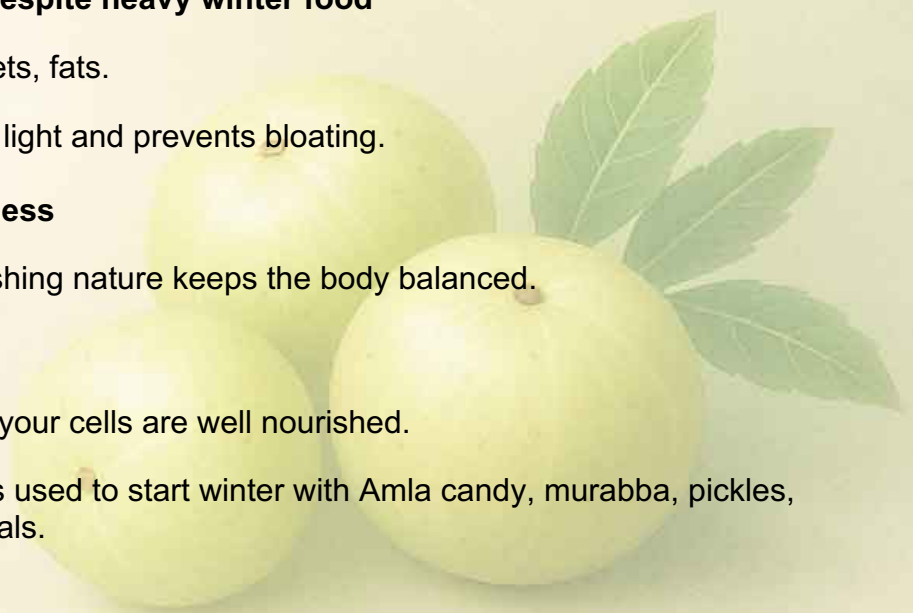 espite heavy winter food
ets, fats.
light and prevents bloating.
ess
shing nature keeps the body balanced.
your cells are well nourished.
s used to start winter with Amla candy, murabba, pickles,
als.